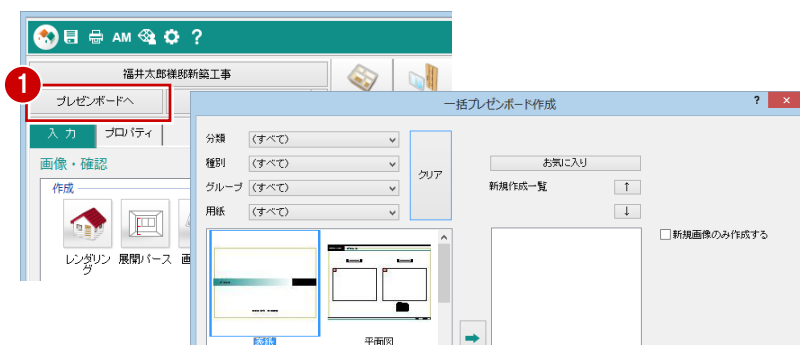 AM ?
福井太郎様邸新築工事
1
プレゼンボードへ
入 力 プロパティ
画像・確認
作成
レンダリン
グ
展開パース
画
一括プレゼンボード作成
? ×
分類 (すべて)
種別 (すべて)
グループ (すべて)
用紙 (すべて)
クリア
お気に入り
新規作成一覧 ↑
↓
新規画像のみ作成する
表紙 平面図